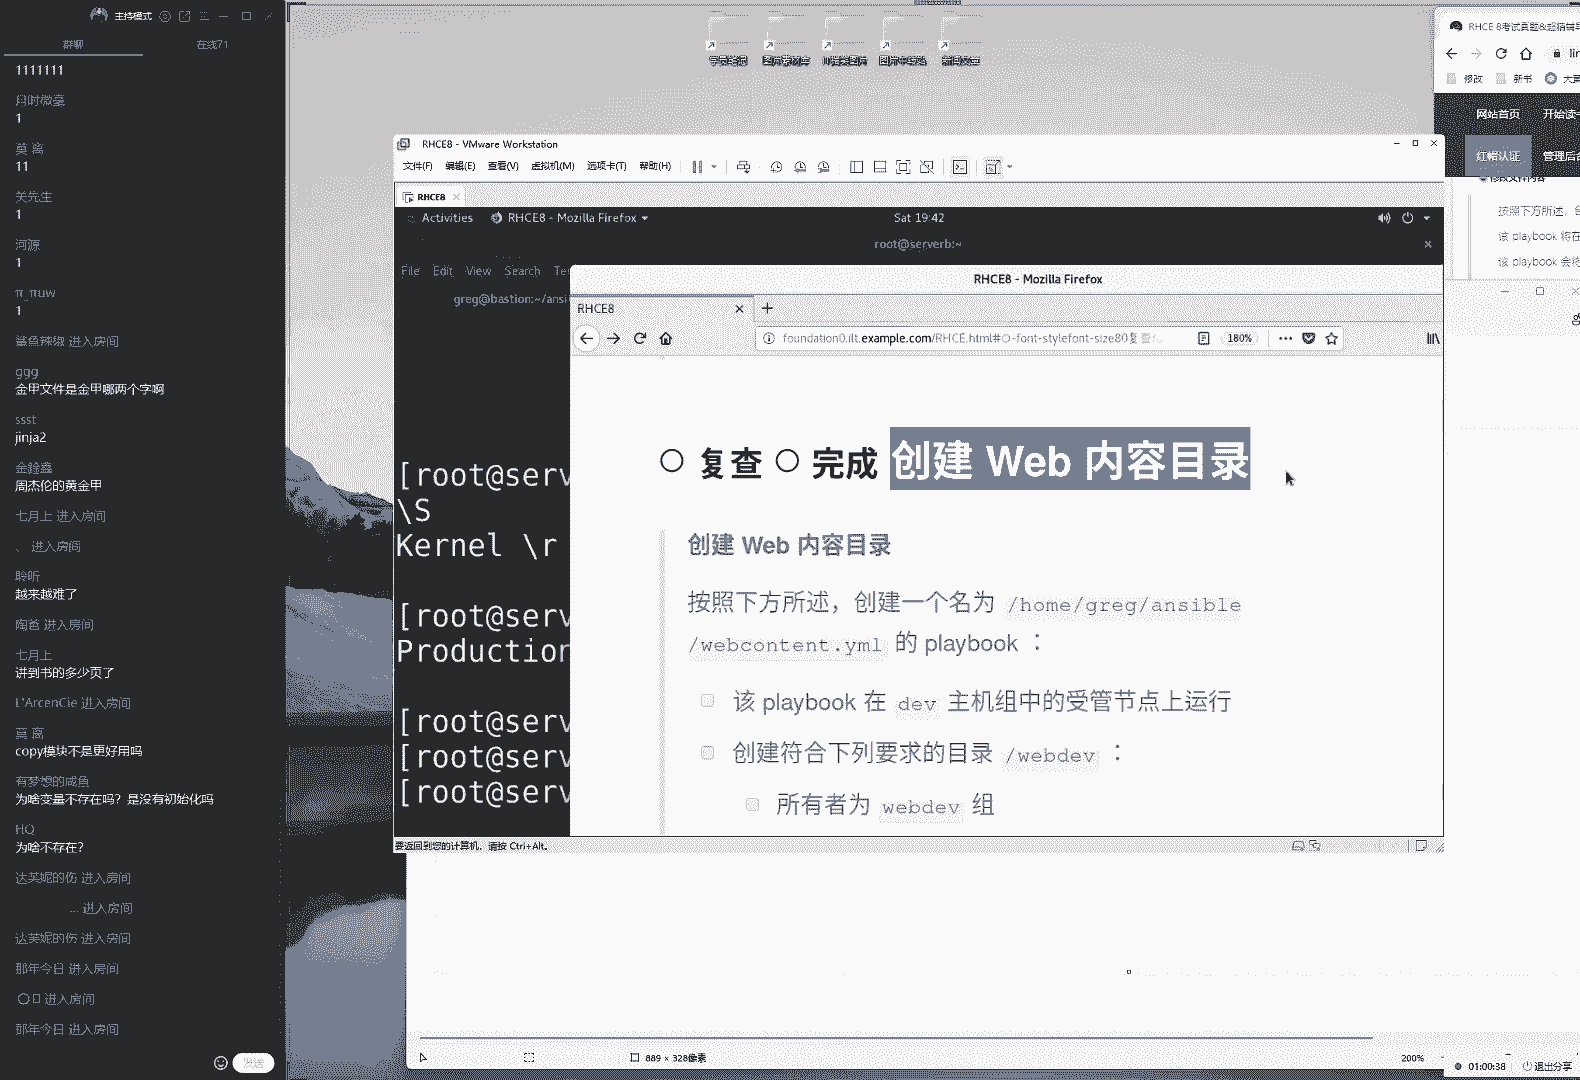 主持模式
群聊
在线71
1111111
1
莫 离
11
关先生
1
河源
1
1
鲨鱼辣椒 进入房间
ggg
金甲文件是金甲哪两个字啊
ssst
jinja2
周杰伦的黄金甲
七月上 进入房间
、 进入房间
聆听
越来越难了
进入房间
七月上
讲到书的多少页了
L'ArcenCie 进入房间
莫 离
copy模块不是更好用吗
有梦想的咸鱼
为啥变量不存在吗？是没有初始化吗
HQ
为啥不存在？
达芙妮的伤 进入房间
... 进入房间
达芙妮的伤 进入房间
那年今日 进入房间
进入房间
那年今日 进入房间
发送
RHCE8 - VMware Workstation
文件(F) 编辑(E) 查看(V) 虚拟机(M) 选项卡(T) 帮助(H)
RHCE8
Activities RHCE8 - Mozilla Firefox Sat 19:42
root@serverb:~
File Edit View Search Te
greg@bastion:~/ansi
RHCE8 - Mozilla Firefox
RHCE8
foundation0.ilt.example.com/RHCE.html#○-font-stylefont-size80复查
180%
[root@serv
\S
Kernel \r
[root@serv
Production
[root@serv
[root@serv
[root@serv
○ 复查 ○ 完成 创建 Web 内容目录
创建 Web 内容目录
按照下方所述，创建一个名为 /home/greg/ansible
/webcontent.yml 的 playbook ：
该 playbook 在 dev 主机组中的受管节点上运行
创建符合下列要求的目录 /webdev ：
所有者为 webdev 组
要返回到您的计算机，请按 Ctrl+Alt。
RHCE 8考试真题&超精辅导
lin
修改 新书 大英
网站首页 开始读
红帽认证 管理后
修改文件内容
按照下方所述，创
该 playbook 将在
该 playbook 会将
889 × 328像素
200%
01:00:38 退出分享